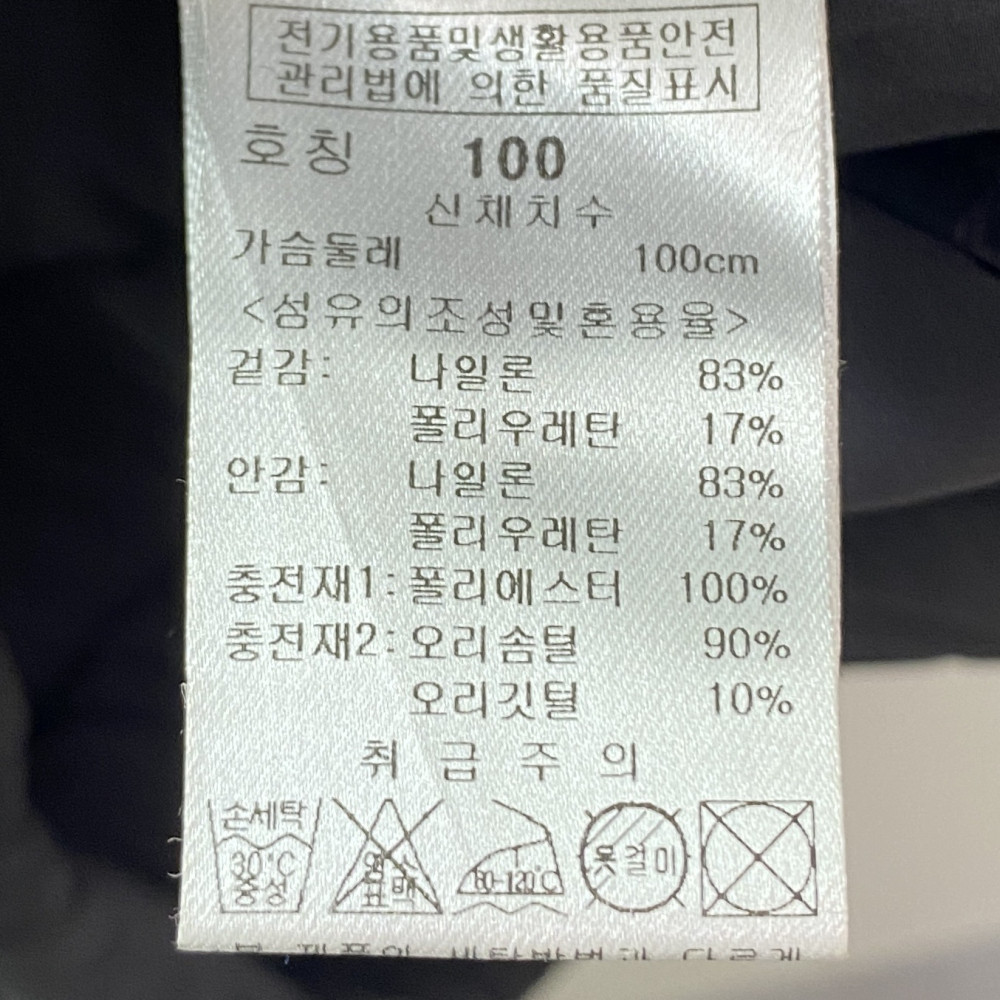 전기용품및생활용품안전
관리법에 의한 품질표시
호칭 100
신체치수
가슴둘레 100cm
<섬유의조성및혼용율>
겉감: 나일론 83%
폴리우레탄 17%
안감: 나일론 83%
폴리우레탄 17%
충전재1: 폴리에스터 100%
충전재2: 오리솜털 90%
오리깃털 10%
취급주의
손세탁
30°C
중성
염소
표백
80-120°C
옷걸이